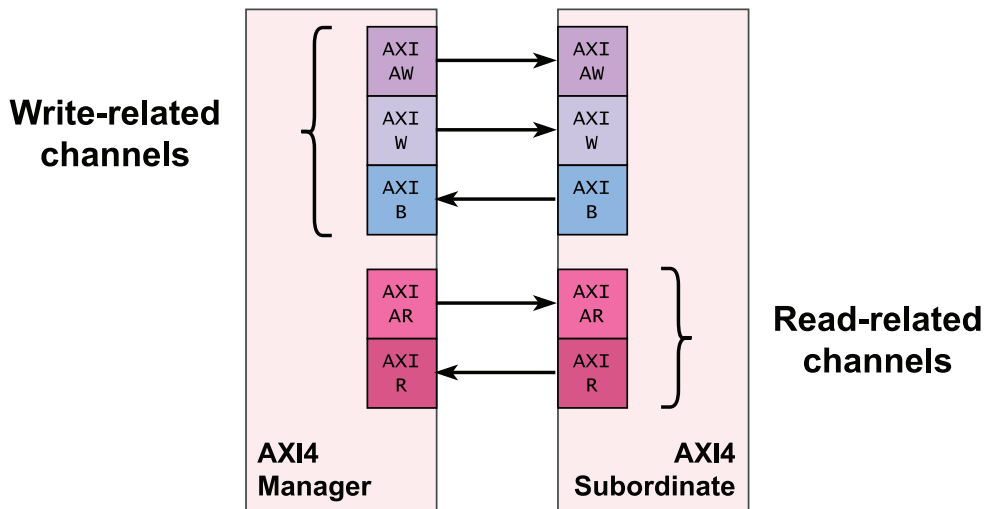 Write-related
channels
AXI
AW
AXI
AW
AXI
W
AXI
W
AXI
B
AXI
B
AXI
AR
AXI
AR
AXI
R
AXI
R
Read-related
channels
AXI4
Manager
AXI4
Subordinate